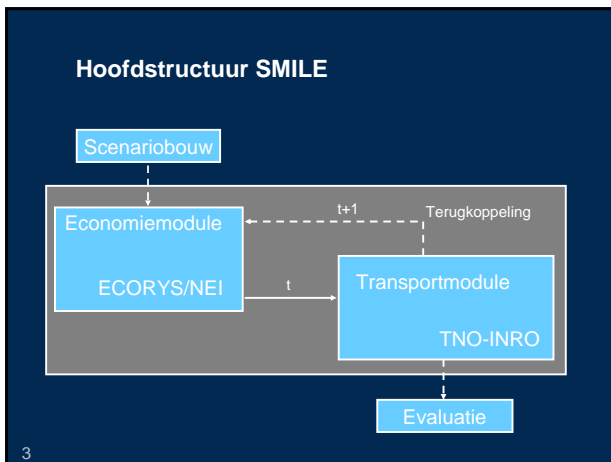 Hoofdstructuur SMILE
Scenariobouw
t+1
Terugkoppeling
Economiemodule
ECORYS/NEI
t
Transportmodule
TNO-INRO
Evaluatie
3